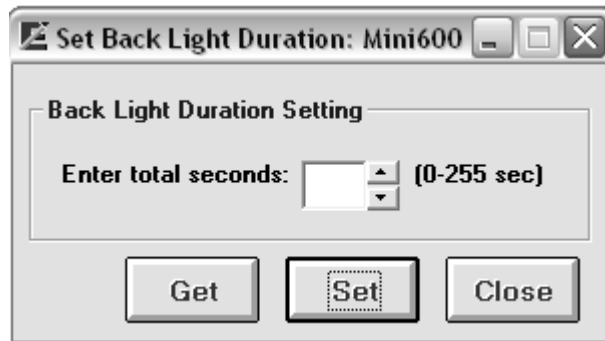 Set Back Light Duration: Mini600
Back Light Duration Setting
Enter total seconds: (0-255 sec)
Get Set Close